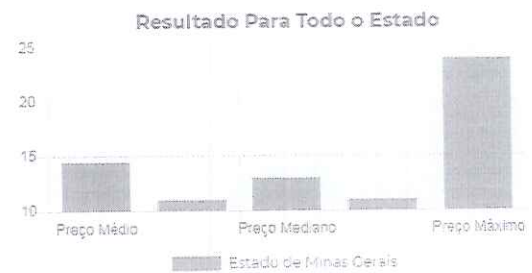 Resultado Para Todo o Estado
25
20
15
10
Preço Médio
Preço Mediano
Preço Máximo
Estado de Minas Gerais